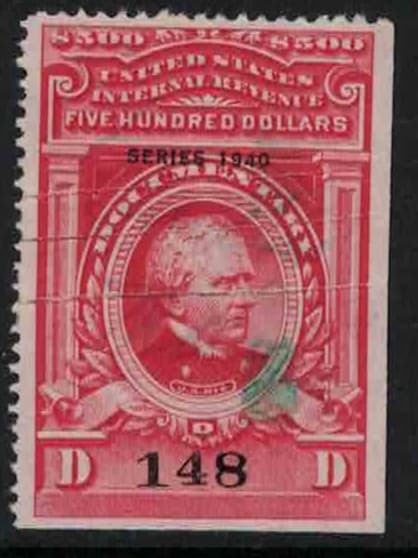 $500 $500
UNITED STATES
INTERNAL REVENUE
FIVE HUNDRED DOLLARS
SERIES 1940
DOCUMENTARY
D
D 148 D